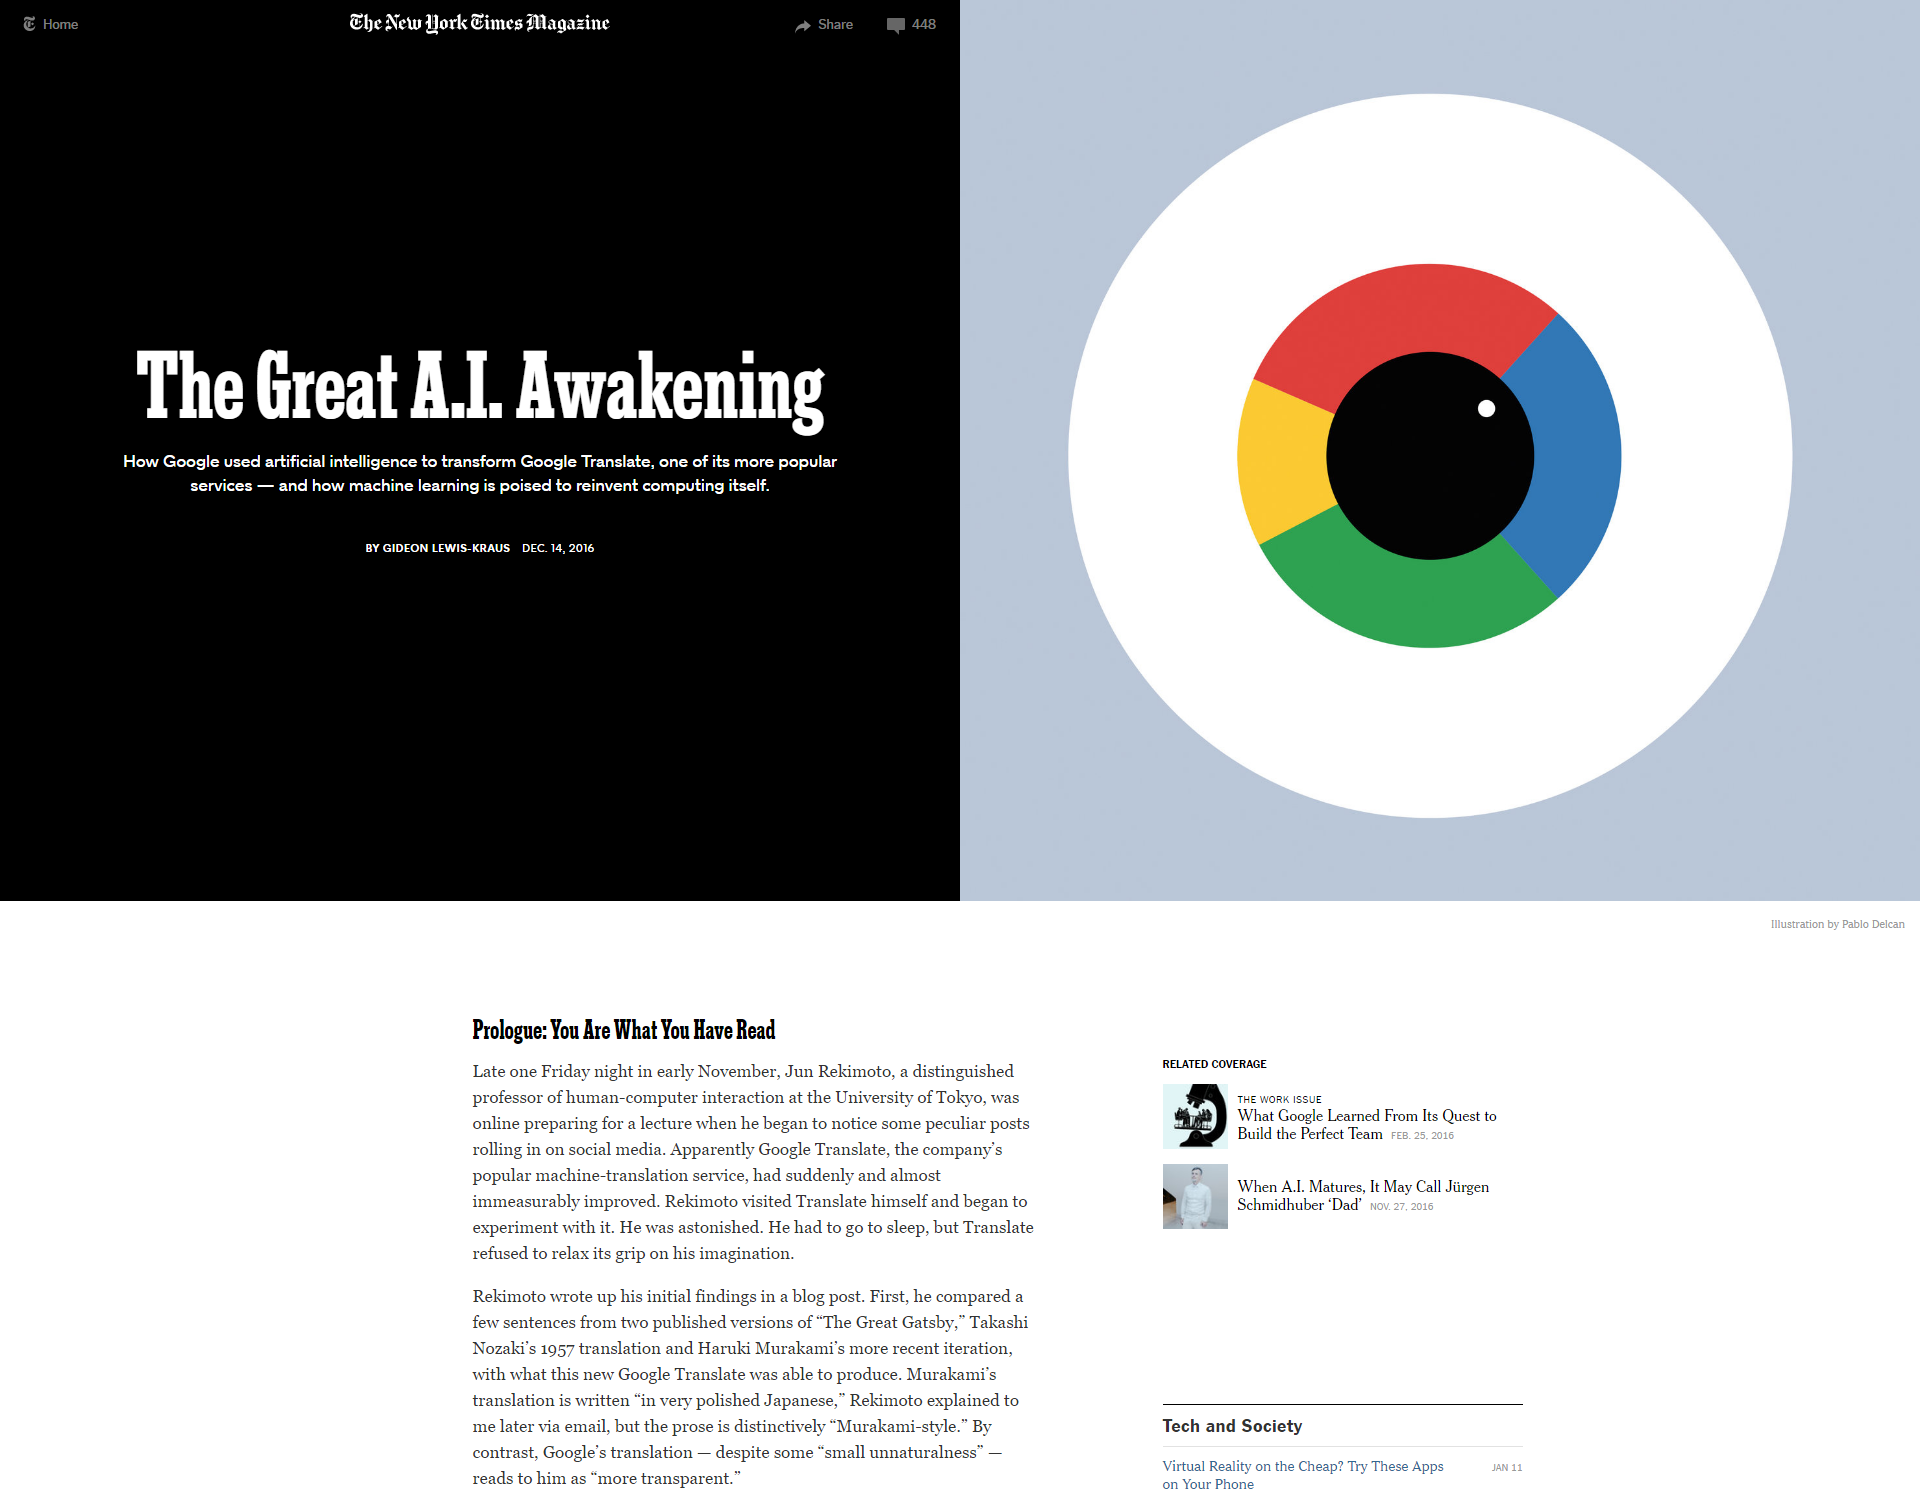 Home
The New York Times Magazine
Share
448
The Great A.I. Awakening
How Google used artificial intelligence to transform Google Translate, one of its more popular
services — and how machine learning is poised to reinvent computing itself.
BY GIDEON LEWIS-KRAUS DEC. 14, 2016
Illustration by Pablo Delcan
Prologue: You Are What You Have Read
Late one Friday night in early November, Jun Rekimoto, a distinguished
professor of human-computer interaction at the University of Tokyo, was
online preparing for a lecture when he began to notice some peculiar posts
rolling in on social media. Apparently Google Translate, the company’s
popular machine-translation service, had suddenly and almost
immeasurably improved. Rekimoto visited Translate himself and began to
experiment with it. He was astonished. He had to go to sleep, but Translate
refused to relax its grip on his imagination.
Rekimoto wrote up his initial findings in a blog post. First, he compared a
few sentences from two published versions of “The Great Gatsby,” Takashi
Nozaki’s 1957 translation and Haruki Murakami’s more recent iteration,
with what this new Google Translate was able to produce. Murakami’s
translation is written “in very polished Japanese,” Rekimoto explained to
me later via email, but the prose is distinctively “Murakami-style.” By
contrast, Google’s translation — despite some “small unnaturalness” —
reads to him as “more transparent.”
RELATED COVERAGE
THE WORK ISSUE
What Google Learned From Its Quest to
Build the Perfect Team FEB. 25, 2016
When A.I. Matures, It May Call Jürgen
Schmidhuber ‘Dad’ NOV. 27, 2016
Tech and Society
Virtual Reality on the Cheap? Try These Apps JAN 11
on Your Phone